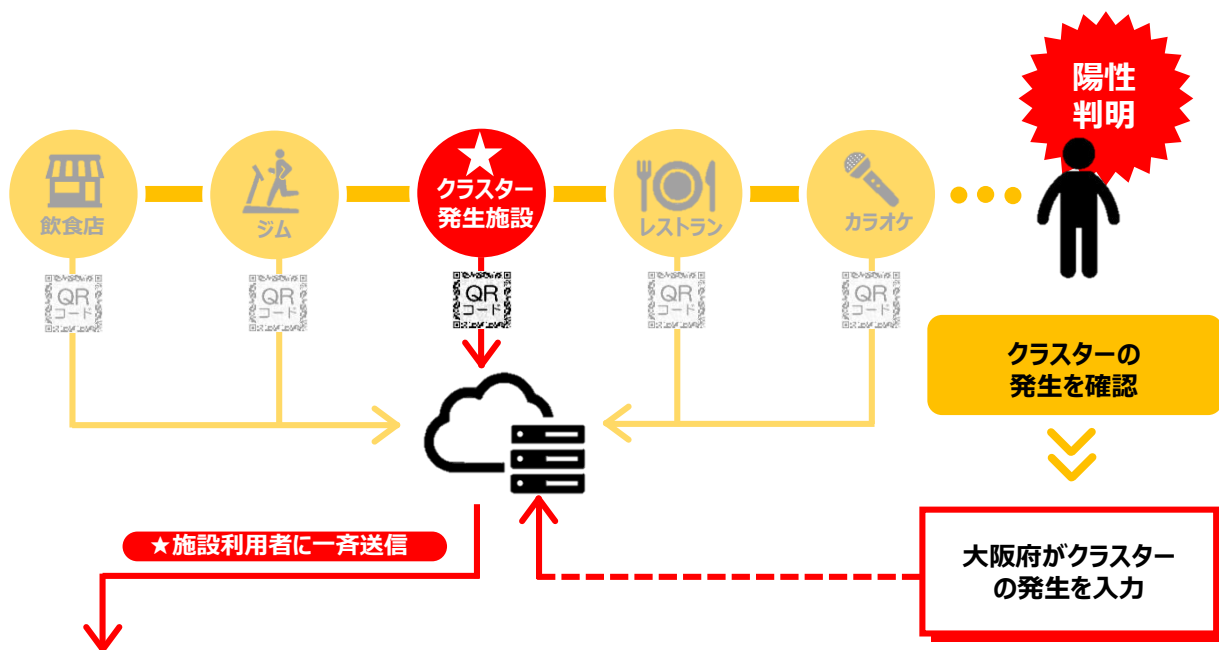 陽性
判明
飲食店
ジム
★
クラスター
発生施設
レストラン
カラオケ
QR
コード
QR
コード
QR
コード
QR
コード
QR
コード
クラスターの
発生を確認
★施設利用者に一斉送信
大阪府がクラスター
の発生を入力